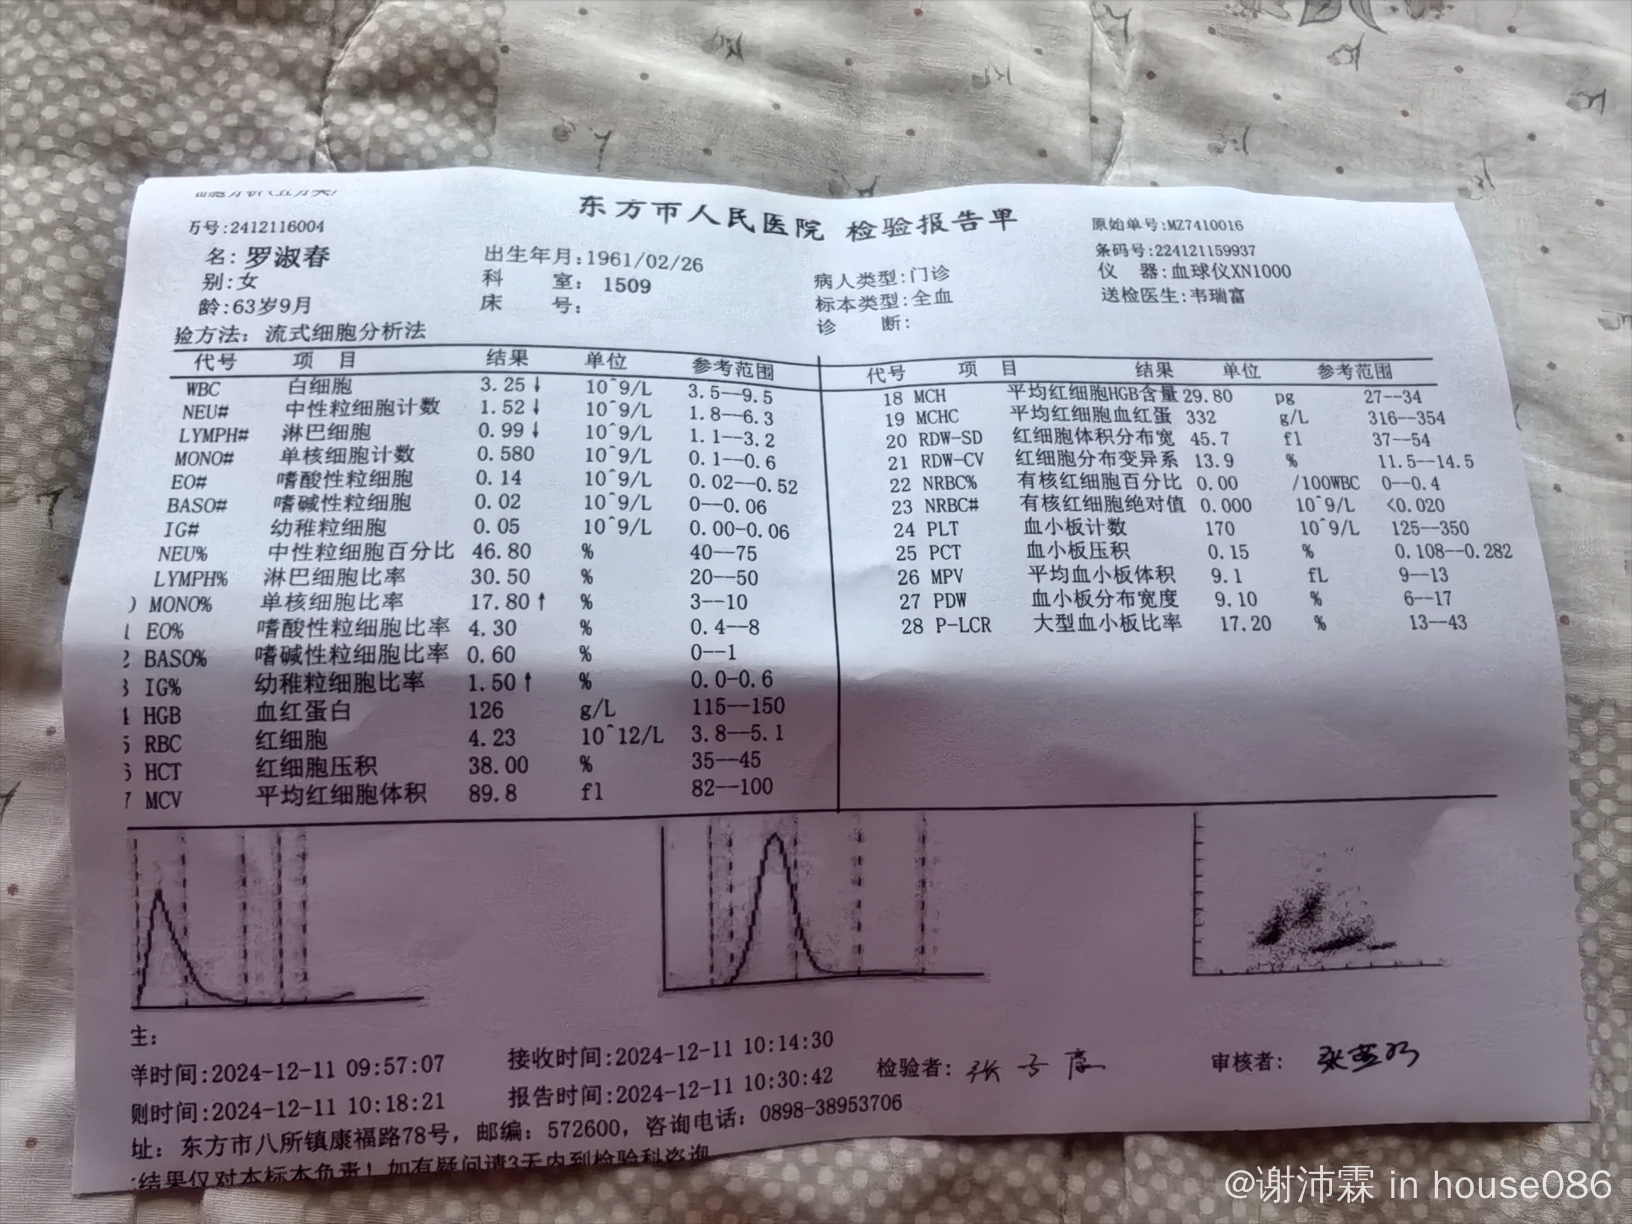 东方市人民医院 检验报告单
号:2412116004
原始单号:MZ7410016
名: 罗淑春
出生年月:1961/02/26
条码号:224121159937
别:女
科 室: 1509
病人类型:门诊
仪 器:血球仪XN1000
龄:63岁9月
床 号:
标本类型:全血
送检医生:韦瑞富
诊 断:
验方法: 流式细胞分析法
代号 项 目 结果 单位 参考范围
WBC 白细胞 3.25↓ 10^9/L 3.5--9.5
NEU# 中性粒细胞计数 1.52↓ 10^9/L 1.8--6.3
LYMPH# 淋巴细胞 0.99↓ 10^9/L 1.1--3.2
MONO# 单核细胞计数 0.580 10^9/L 0.1--0.6
EO# 嗜酸性粒细胞 0.14 10^9/L 0.02--0.52
BASO# 嗜碱性粒细胞 0.02 10^9/L 0--0.06
IG# 幼稚粒细胞 0.05 10^9/L 0.00-0.06
NEU% 中性粒细胞百分比 46.80 % 40--75
LYMPH% 淋巴细胞比率 30.50 % 20--50
MONO% 单核细胞比率 17.80↑ % 3--10
EO% 嗜酸性粒细胞比率 4.30 % 0.4--8
BASO% 嗜碱性粒细胞比率 0.60 % 0--1
IG% 幼稚粒细胞比率 1.50↑ % 0.0-0.6
HGB 血红蛋白 126 g/L 115--150
RBC 红细胞 4.23 10^12/L 3.8--5.1
HCT 红细胞压积 38.00 % 35--45
7 MCV 平均红细胞体积 89.8 fl 82--100
代号 项 目 结果 单位 参考范围
18 MCH 平均红细胞HGB含量 29.80 pg 27--34
19 MCHC 平均红细胞血红蛋 332 g/L 316--354
20 RDW-SD 红细胞体积分布宽 45.7 fl 37--54
21 RDW-CV 红细胞分布变异系 13.9 % 11.5--14.5
22 NRBC% 有核红细胞百分比 0.00 /100WBC 0--0.4
23 NRBC# 有核红细胞绝对值 0.000 10^9/L <0.020
24 PLT 血小板计数 170 10^9/L 125--350
25 PCT 血小板压积 0.15 % 0.108--0.282
26 MPV 平均血小板体积 9.1 fL 9--13
27 PDW 血小板分布宽度 9.10 % 6--17
28 P-LCR 大型血小板比率 17.20 % 13--43
时间:2024-12-11 09:57:07
接收时间:2024-12-11 10:14:30
检验者:
审核者:
时间:2024-12-11 10:18:21
报告时间:2024-12-11 10:30:42
址: 东方市八所镇康福路78号, 邮编: 572600, 咨询电话: 0898-38953706
结果仅对本标本负责! 如有疑问请3天内到检验科咨询
@谢沛霖 in house086